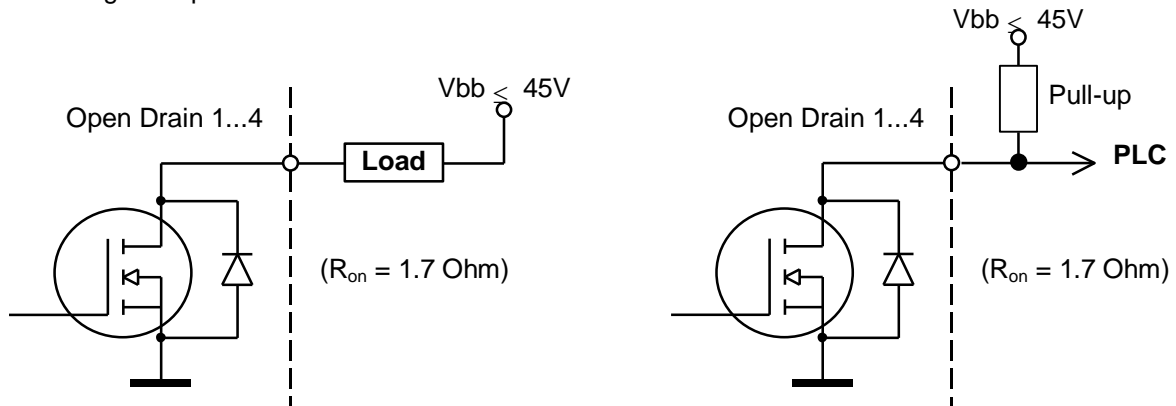 Vbb ≤ 45V
Open Drain 1...4
Load
(Ron = 1.7 Ohm)
Vbb ≤ 45V
Pull-up
Open Drain 1...4
PLC
(Ron = 1.7 Ohm)